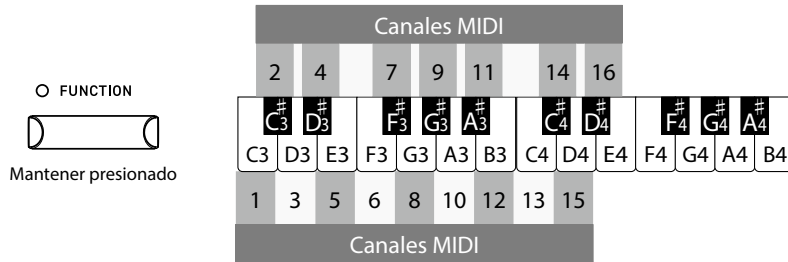 Canales MIDI
2 4 7 9 11 14 16
FUNCTION
C♯3 D♯3 F♯3 G♯3 A♯3 C♯4 D♯4 F♯4 G♯4 A♯4
C3 D3 E3 F3 G3 A3 B3 C4 D4 E4 F4 G4 A4 B4
Mantener presionado
1 3 5 6 8 10 12 13 15
Canales MIDI